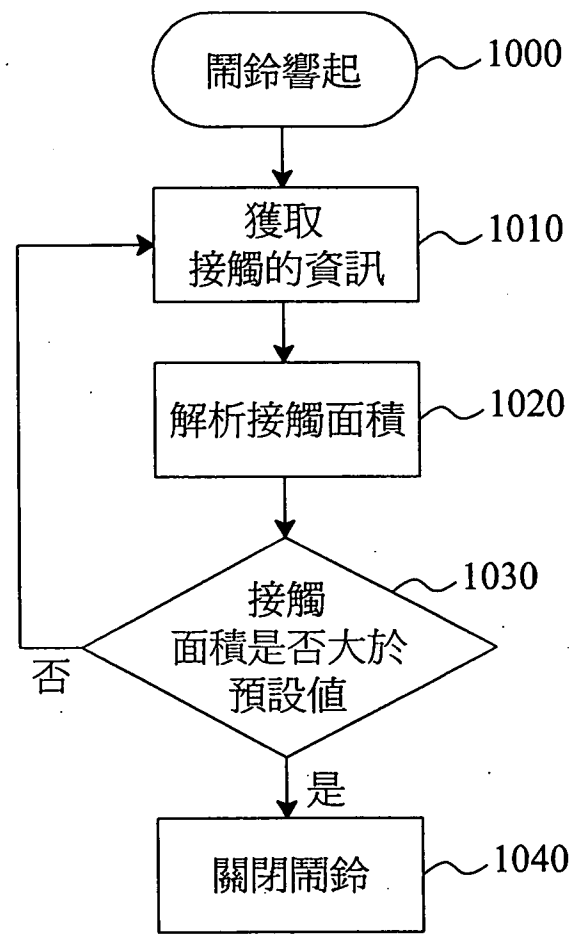 鬧鈴響起
1000
獲取
接觸的資訊
1010
解析接觸面積
1020
接觸
面積是否大於
預設值
1030
否
是
關閉鬧鈴
1040